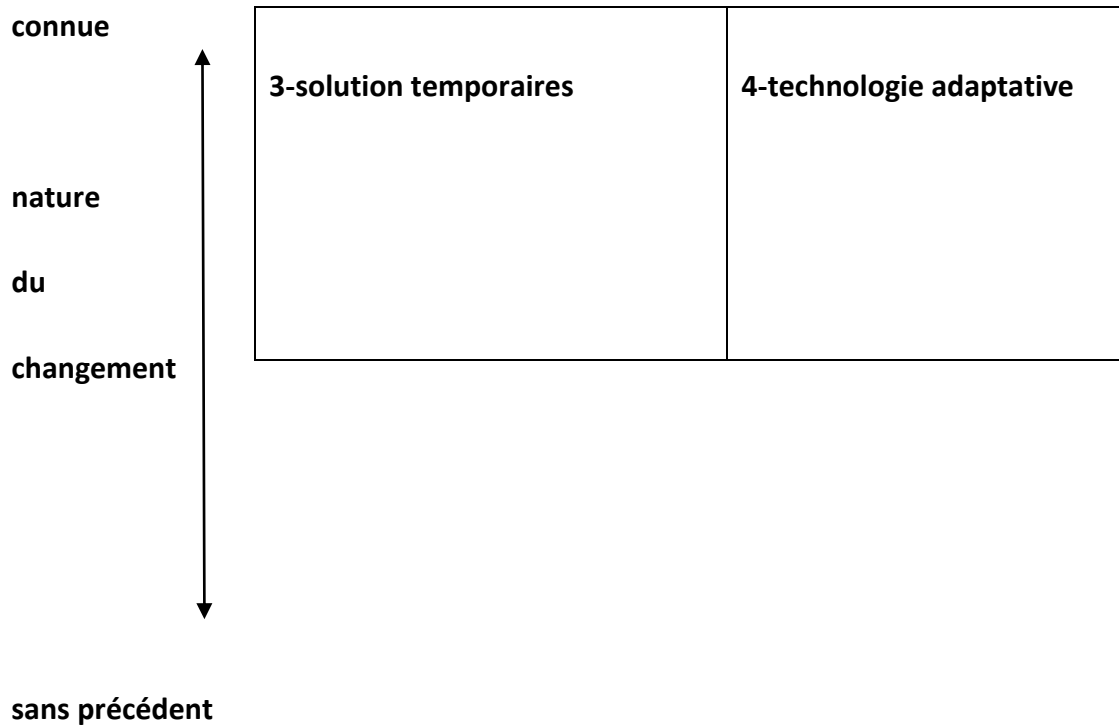 connue
3-solution temporaires
4-technologie adaptative
nature
du
changement
sans précédent